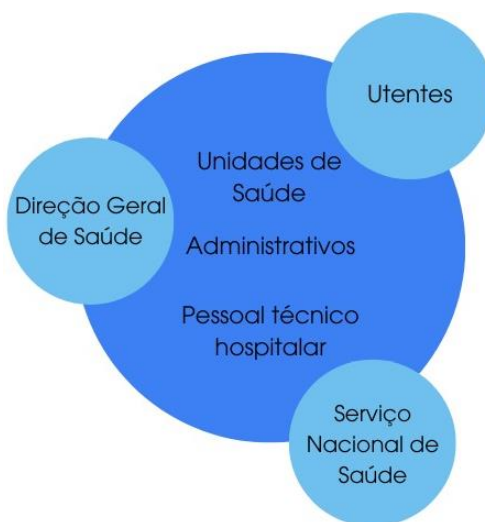 Utentes
Unidades de
Saúde
Direção Geral
de Saúde
Administrativos
Pessoal técnico
hospitalar
Serviço
Nacional de
Saúde